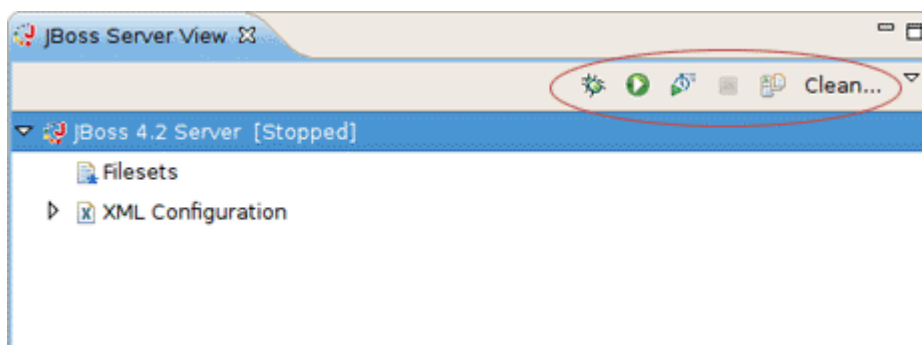 JBoss Server View
Clean...
JBoss 4.2 Server [Stopped]
Filesets
XML Configuration